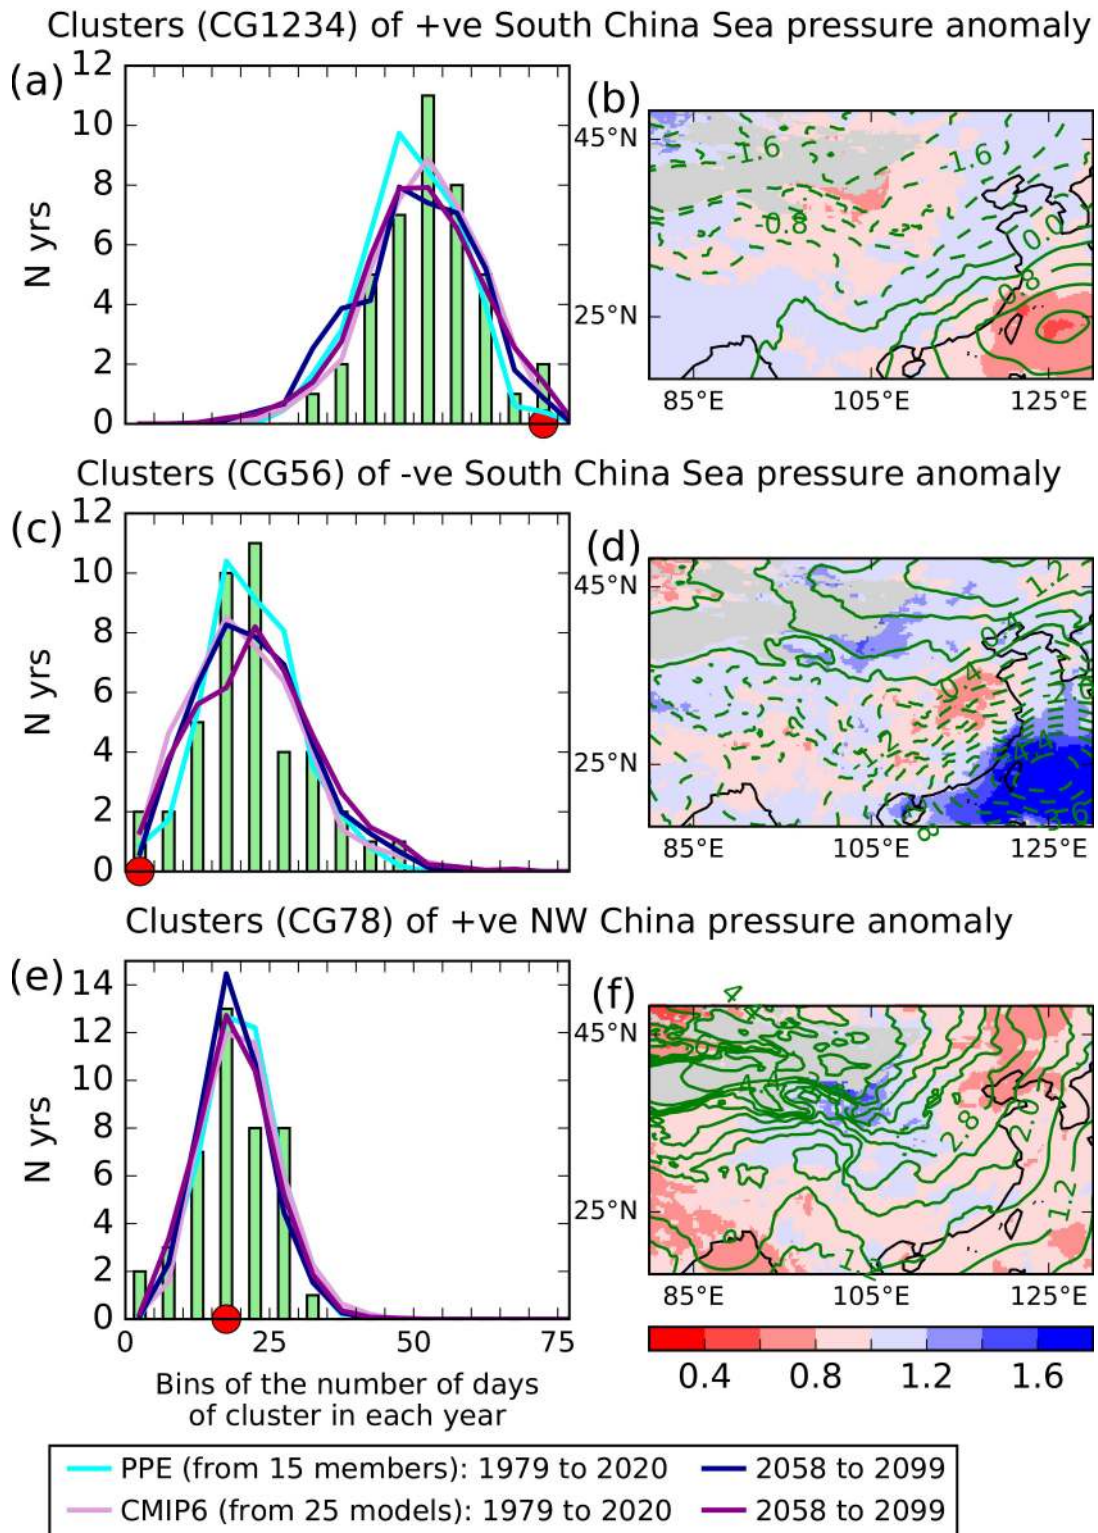 Clusters (CG1234) of +ve South China Sea pressure anomaly
(a)
12
10
8
6
4
2
0
N yrs
(b)
45°N
25°N
85°E 105°E 125°E
-1.6
-1.6
-0.8
0.0
0.8
Clusters (CG56) of -ve South China Sea pressure anomaly
(c)
12
10
8
6
4
2
0
N yrs
(d)
45°N
25°N
85°E 105°E 125°E
1.2
0.4
Clusters (CG78) of +ve NW China pressure anomaly
(e)
14
12
10
8
6
4
2
0
N yrs
0 25 50 75
Bins of the number of days
of cluster in each year
(f)
45°N
25°N
85°E 105°E 125°E
4.4
2.8
2.0
1.2
1.2
0.4 0.8 1.2 1.6
PPE (from 15 members): 1979 to 2020 2058 to 2099
CMIP6 (from 25 models): 1979 to 2020 2058 to 2099